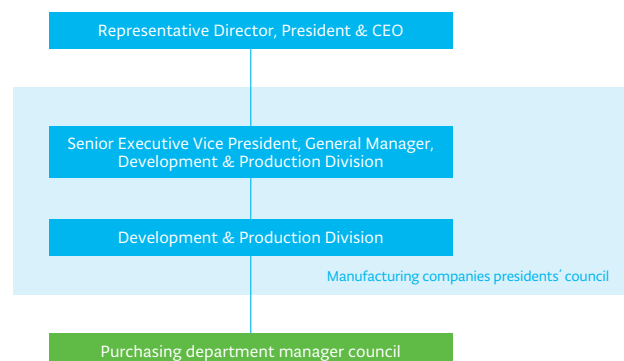 Representative Director, President & CEO
Senior Executive Vice President, General Manager,
Development & Production Division
Development & Production Division
Manufacturing companies presidents’ council
Purchasing department manager council